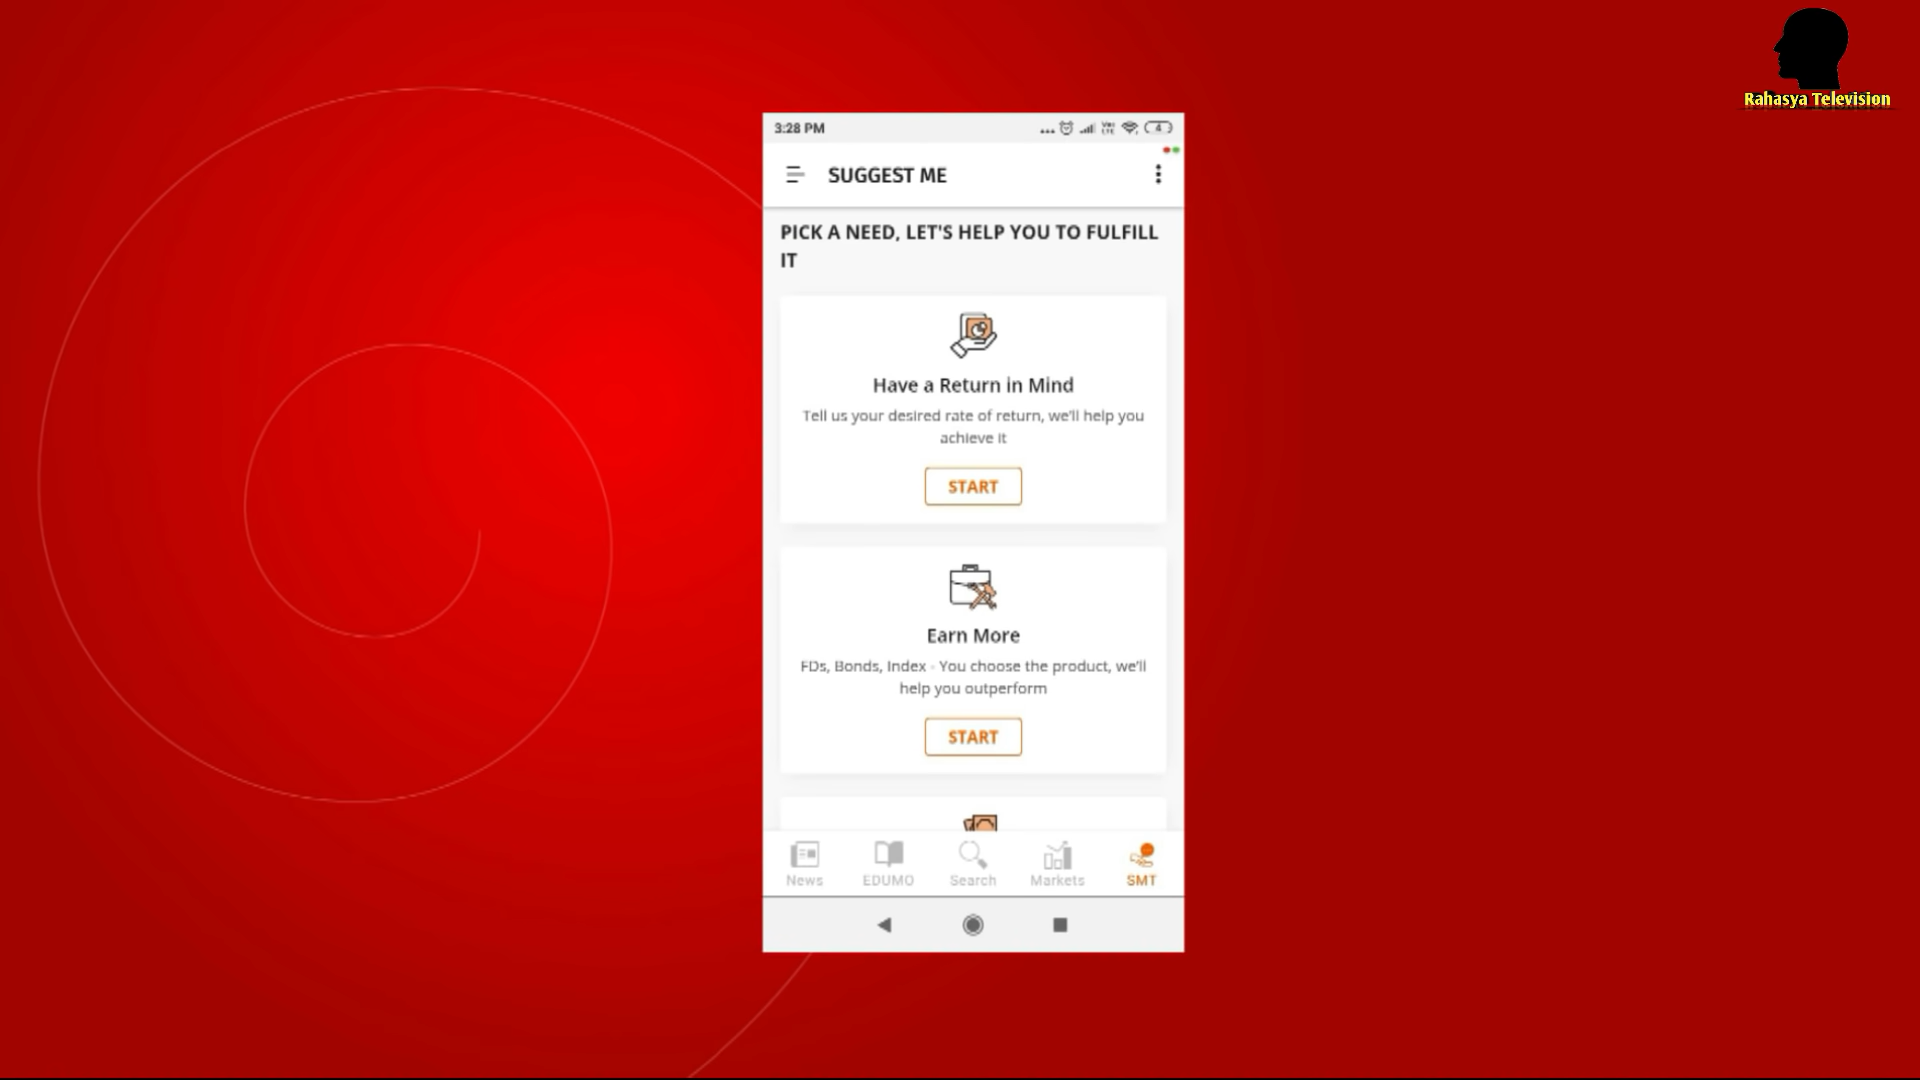 Rahasya Television
3:28 PM
4
SUGGEST ME
PICK A NEED, LET'S HELP YOU TO FULFILL
IT
Have a Return in Mind
Tell us your desired rate of return, we'll help you
achieve it
START
Earn More
FDs, Bonds, Index - You choose the product, we'll
help you outperform
START
News
EDUMO
Search
Markets
SMT